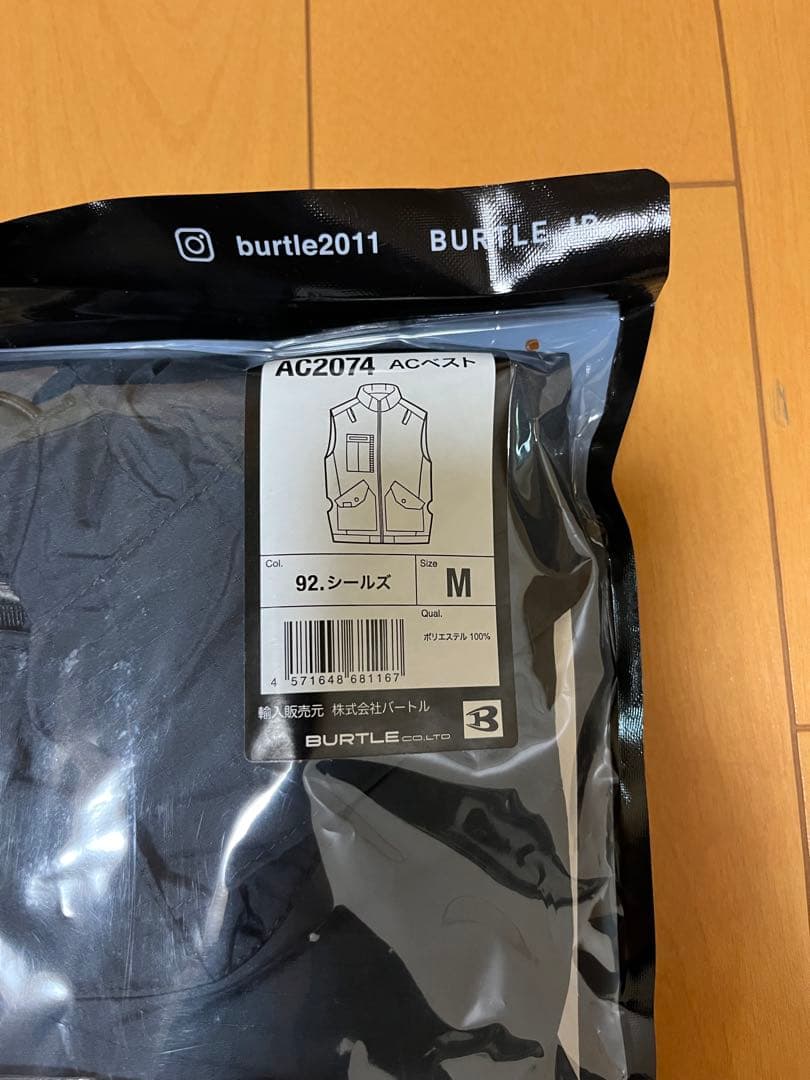 burtle2011 BURTLE JP
AC2074 ACベスト
Col.
92.シールズ
Size
M
Qual.
ポリエステル 100%
4 571648 681167
輸入販売元 株式会社バートル
B
BURTLE CO.LTD